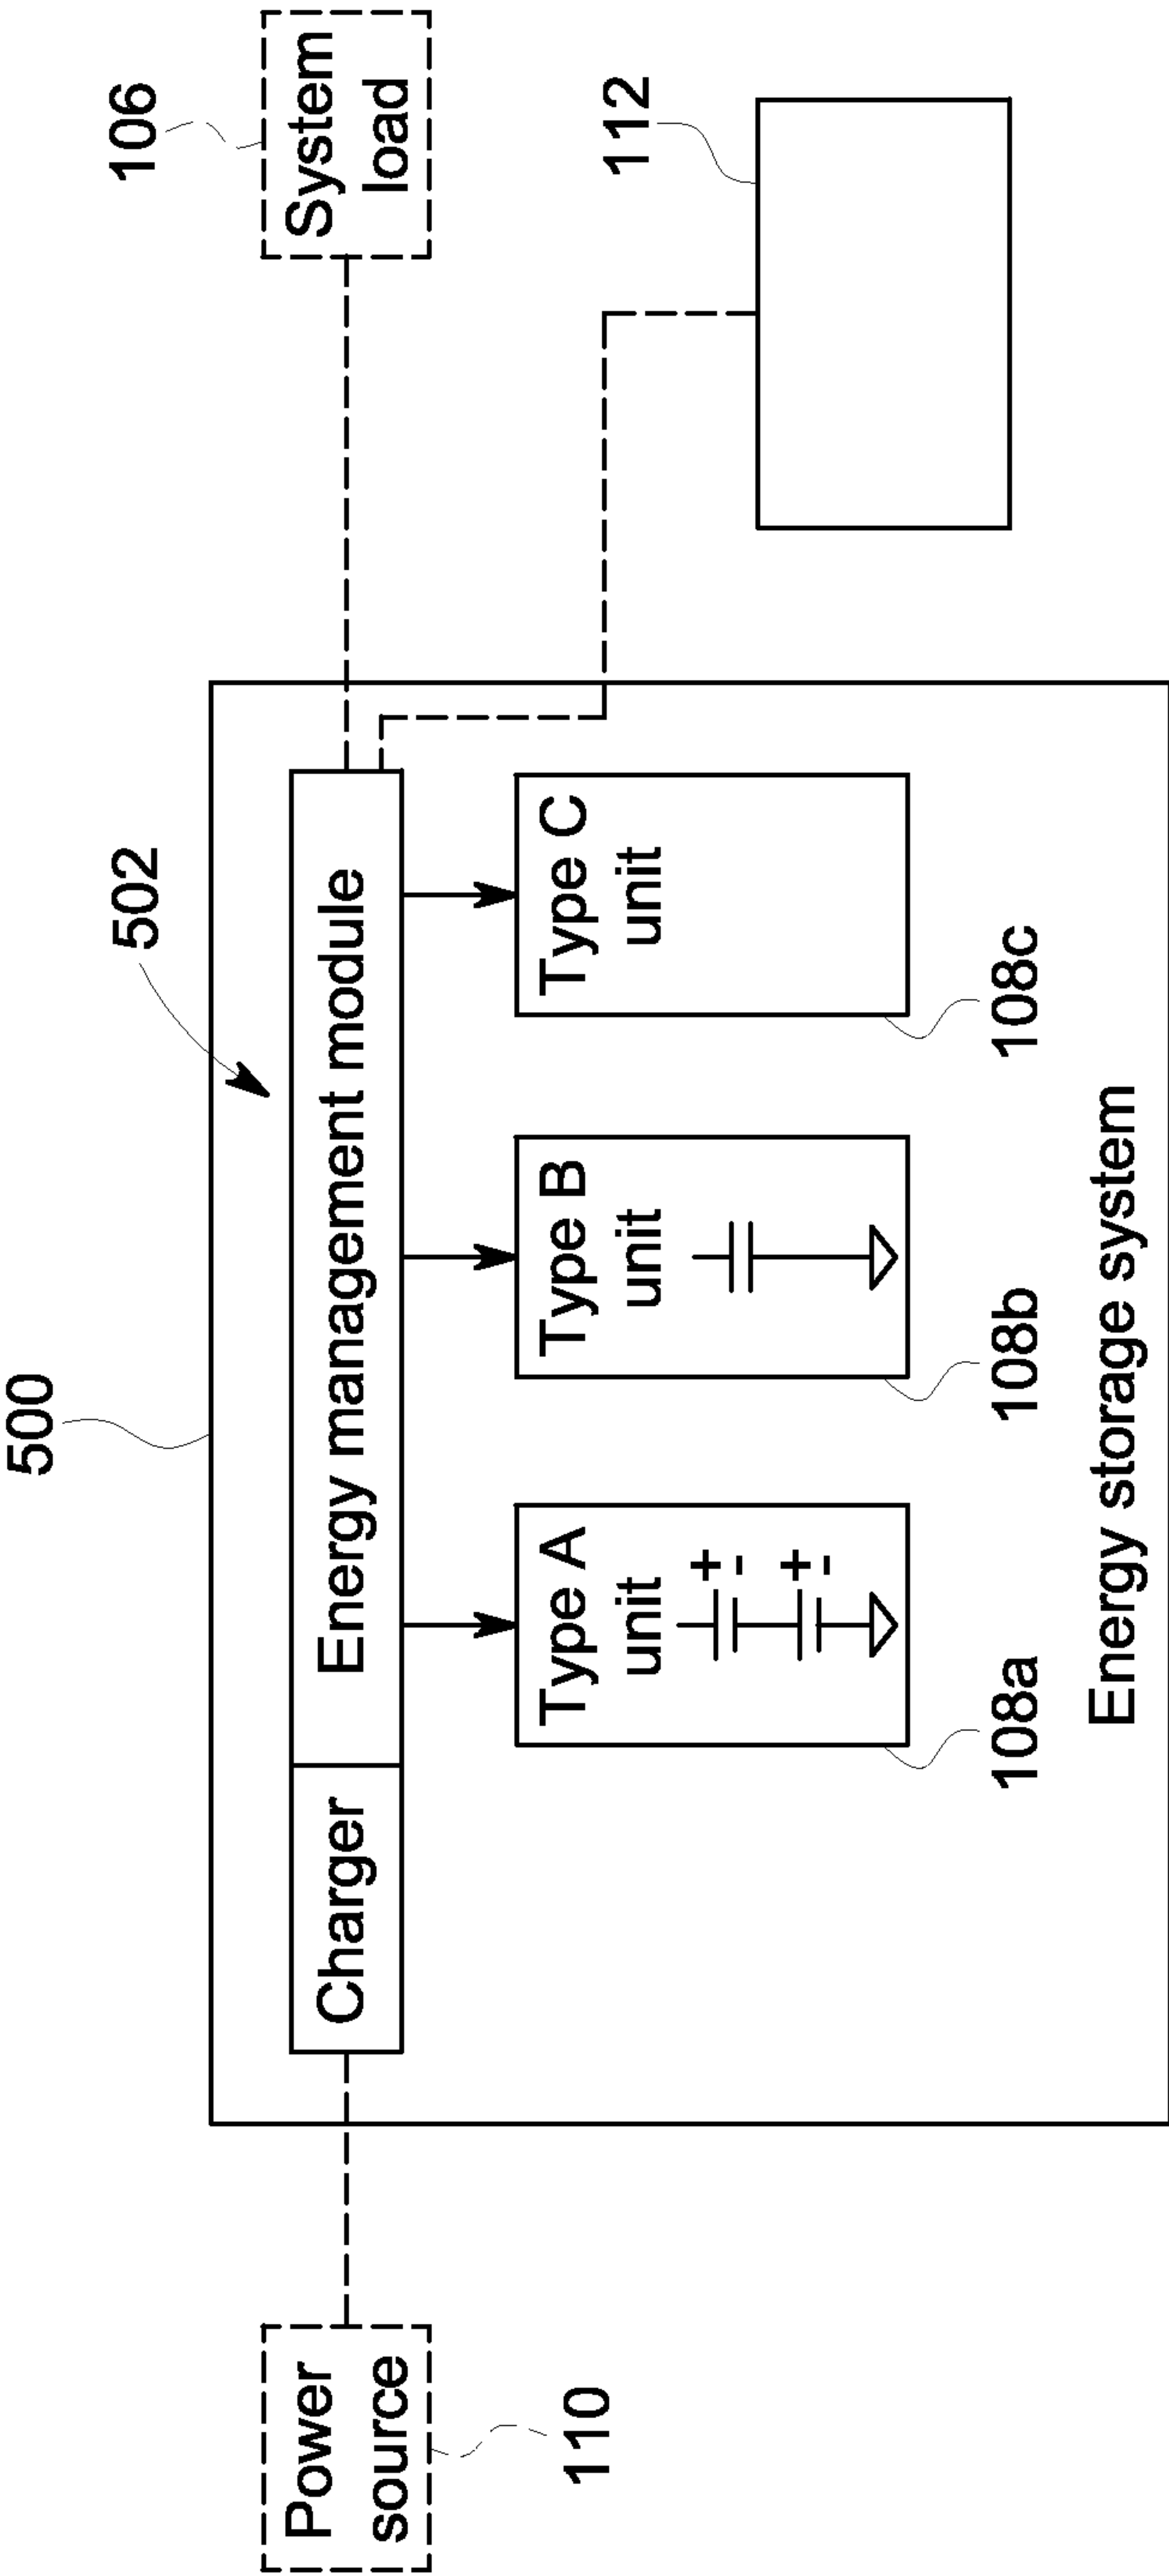 500
502
106
Power
source
110
Charger
Energy management module
System
load
112
Type A
unit
+
-
+
-
108a
Type B
unit
108b
Type C
unit
108c
Energy storage system